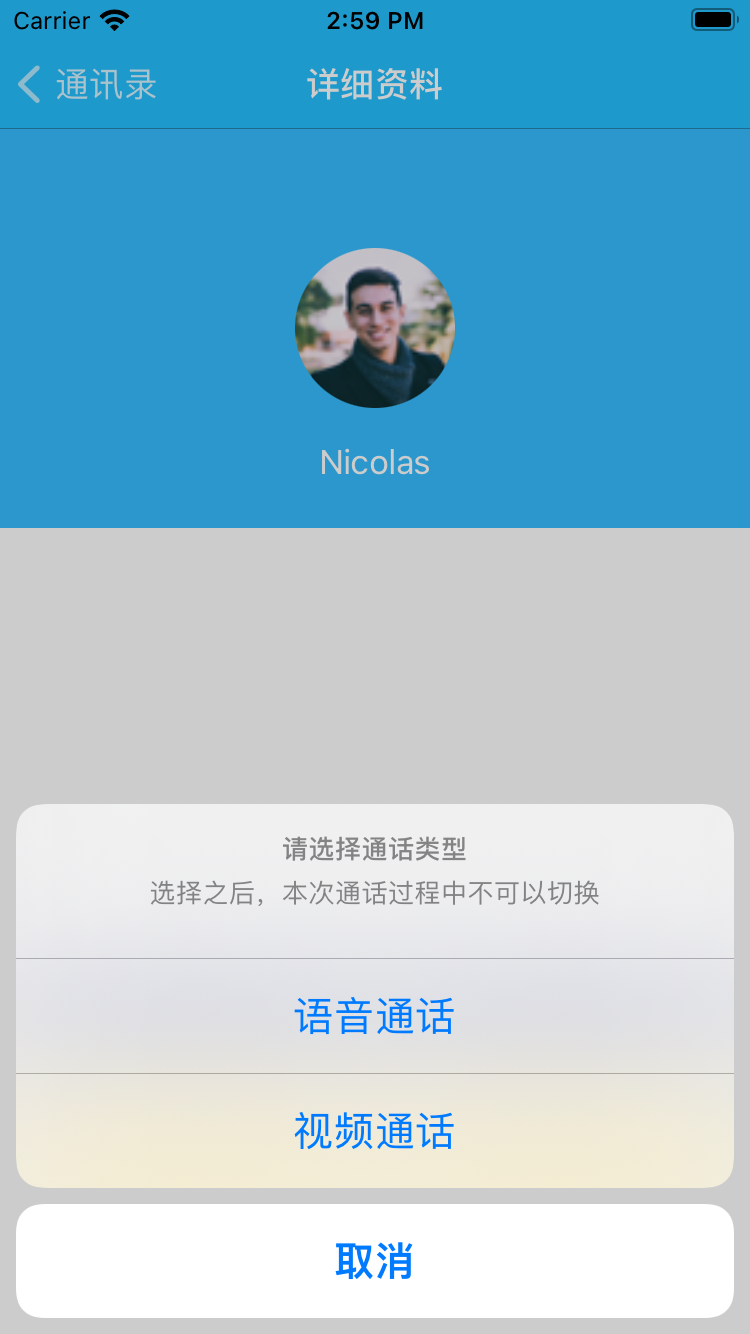 Carrier 2:59 PM
通讯录 详细资料
Nicolas
请选择通话类型
选择之后，本次通话过程中不可以切换
语音通话
视频通话
取消